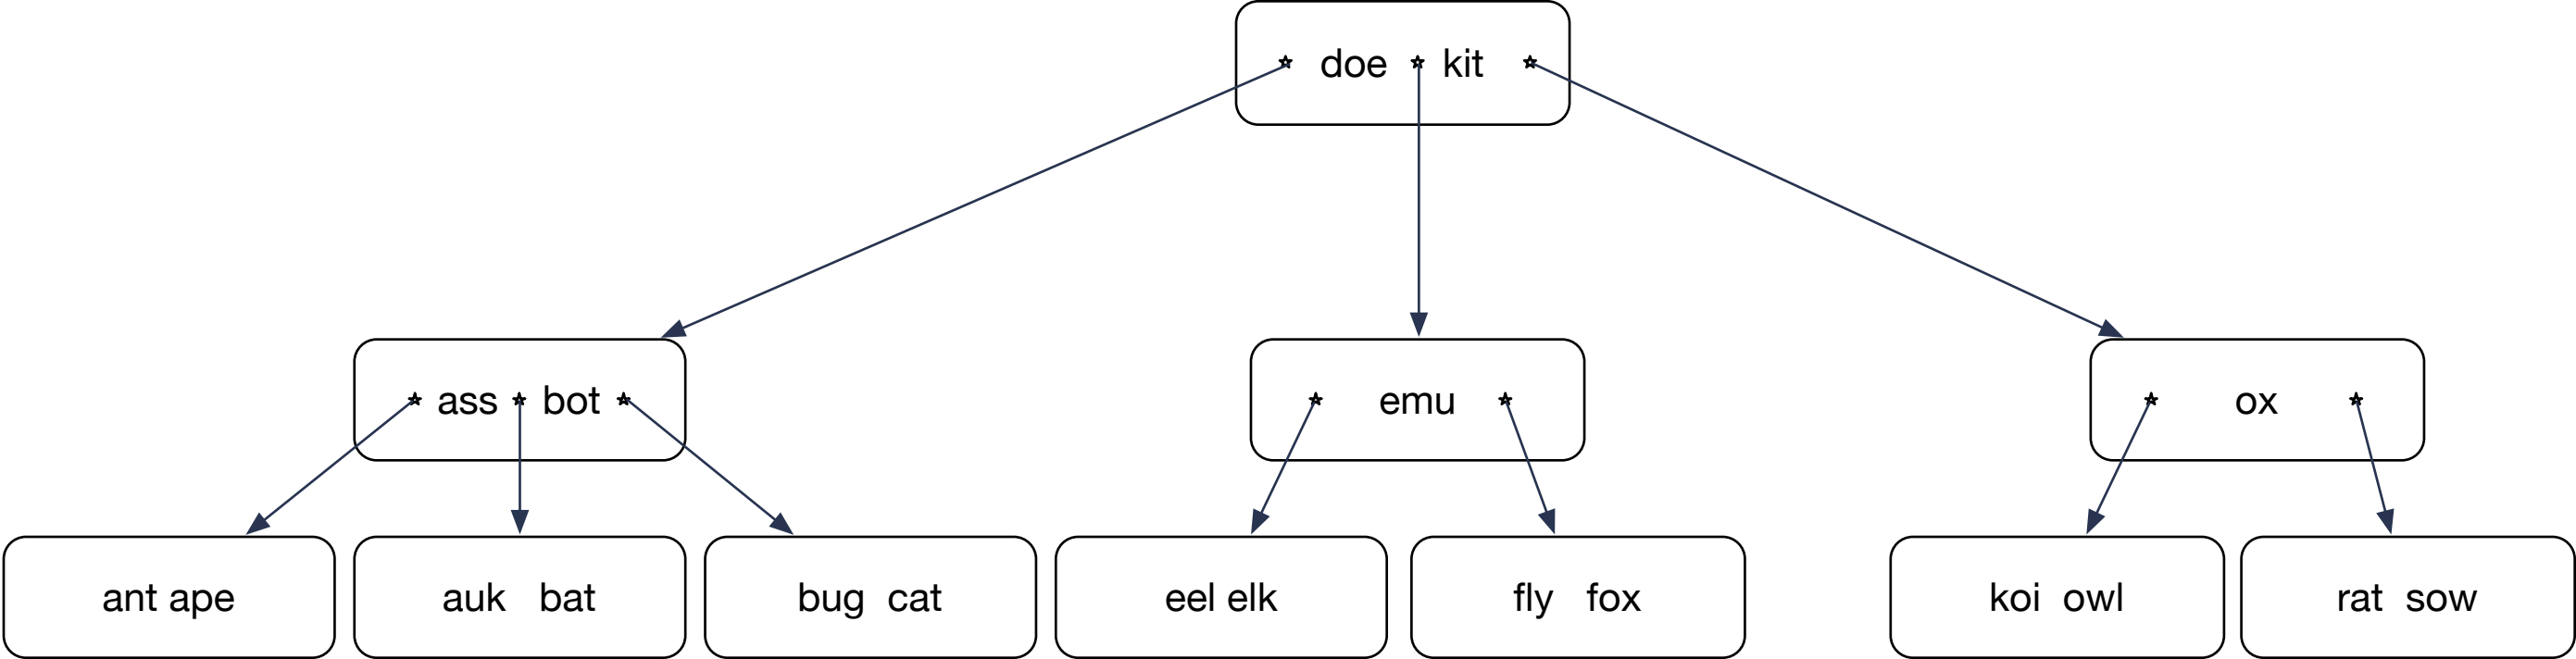 doe kit
ass bot
emu
ox
ant ape
auk bat
bug cat
eel elk
fly fox
koi owl
rat sow